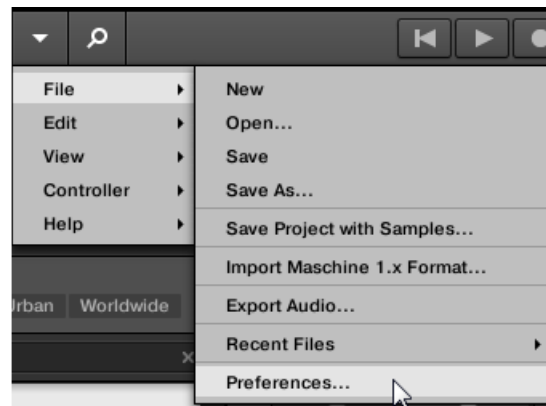 File
Edit
View
Controller
Help
New
Open...
Save
Save As...
Save Project with Samples...
Import Maschine 1.x Format...
Export Audio...
Recent Files
Preferences...
Worldwide